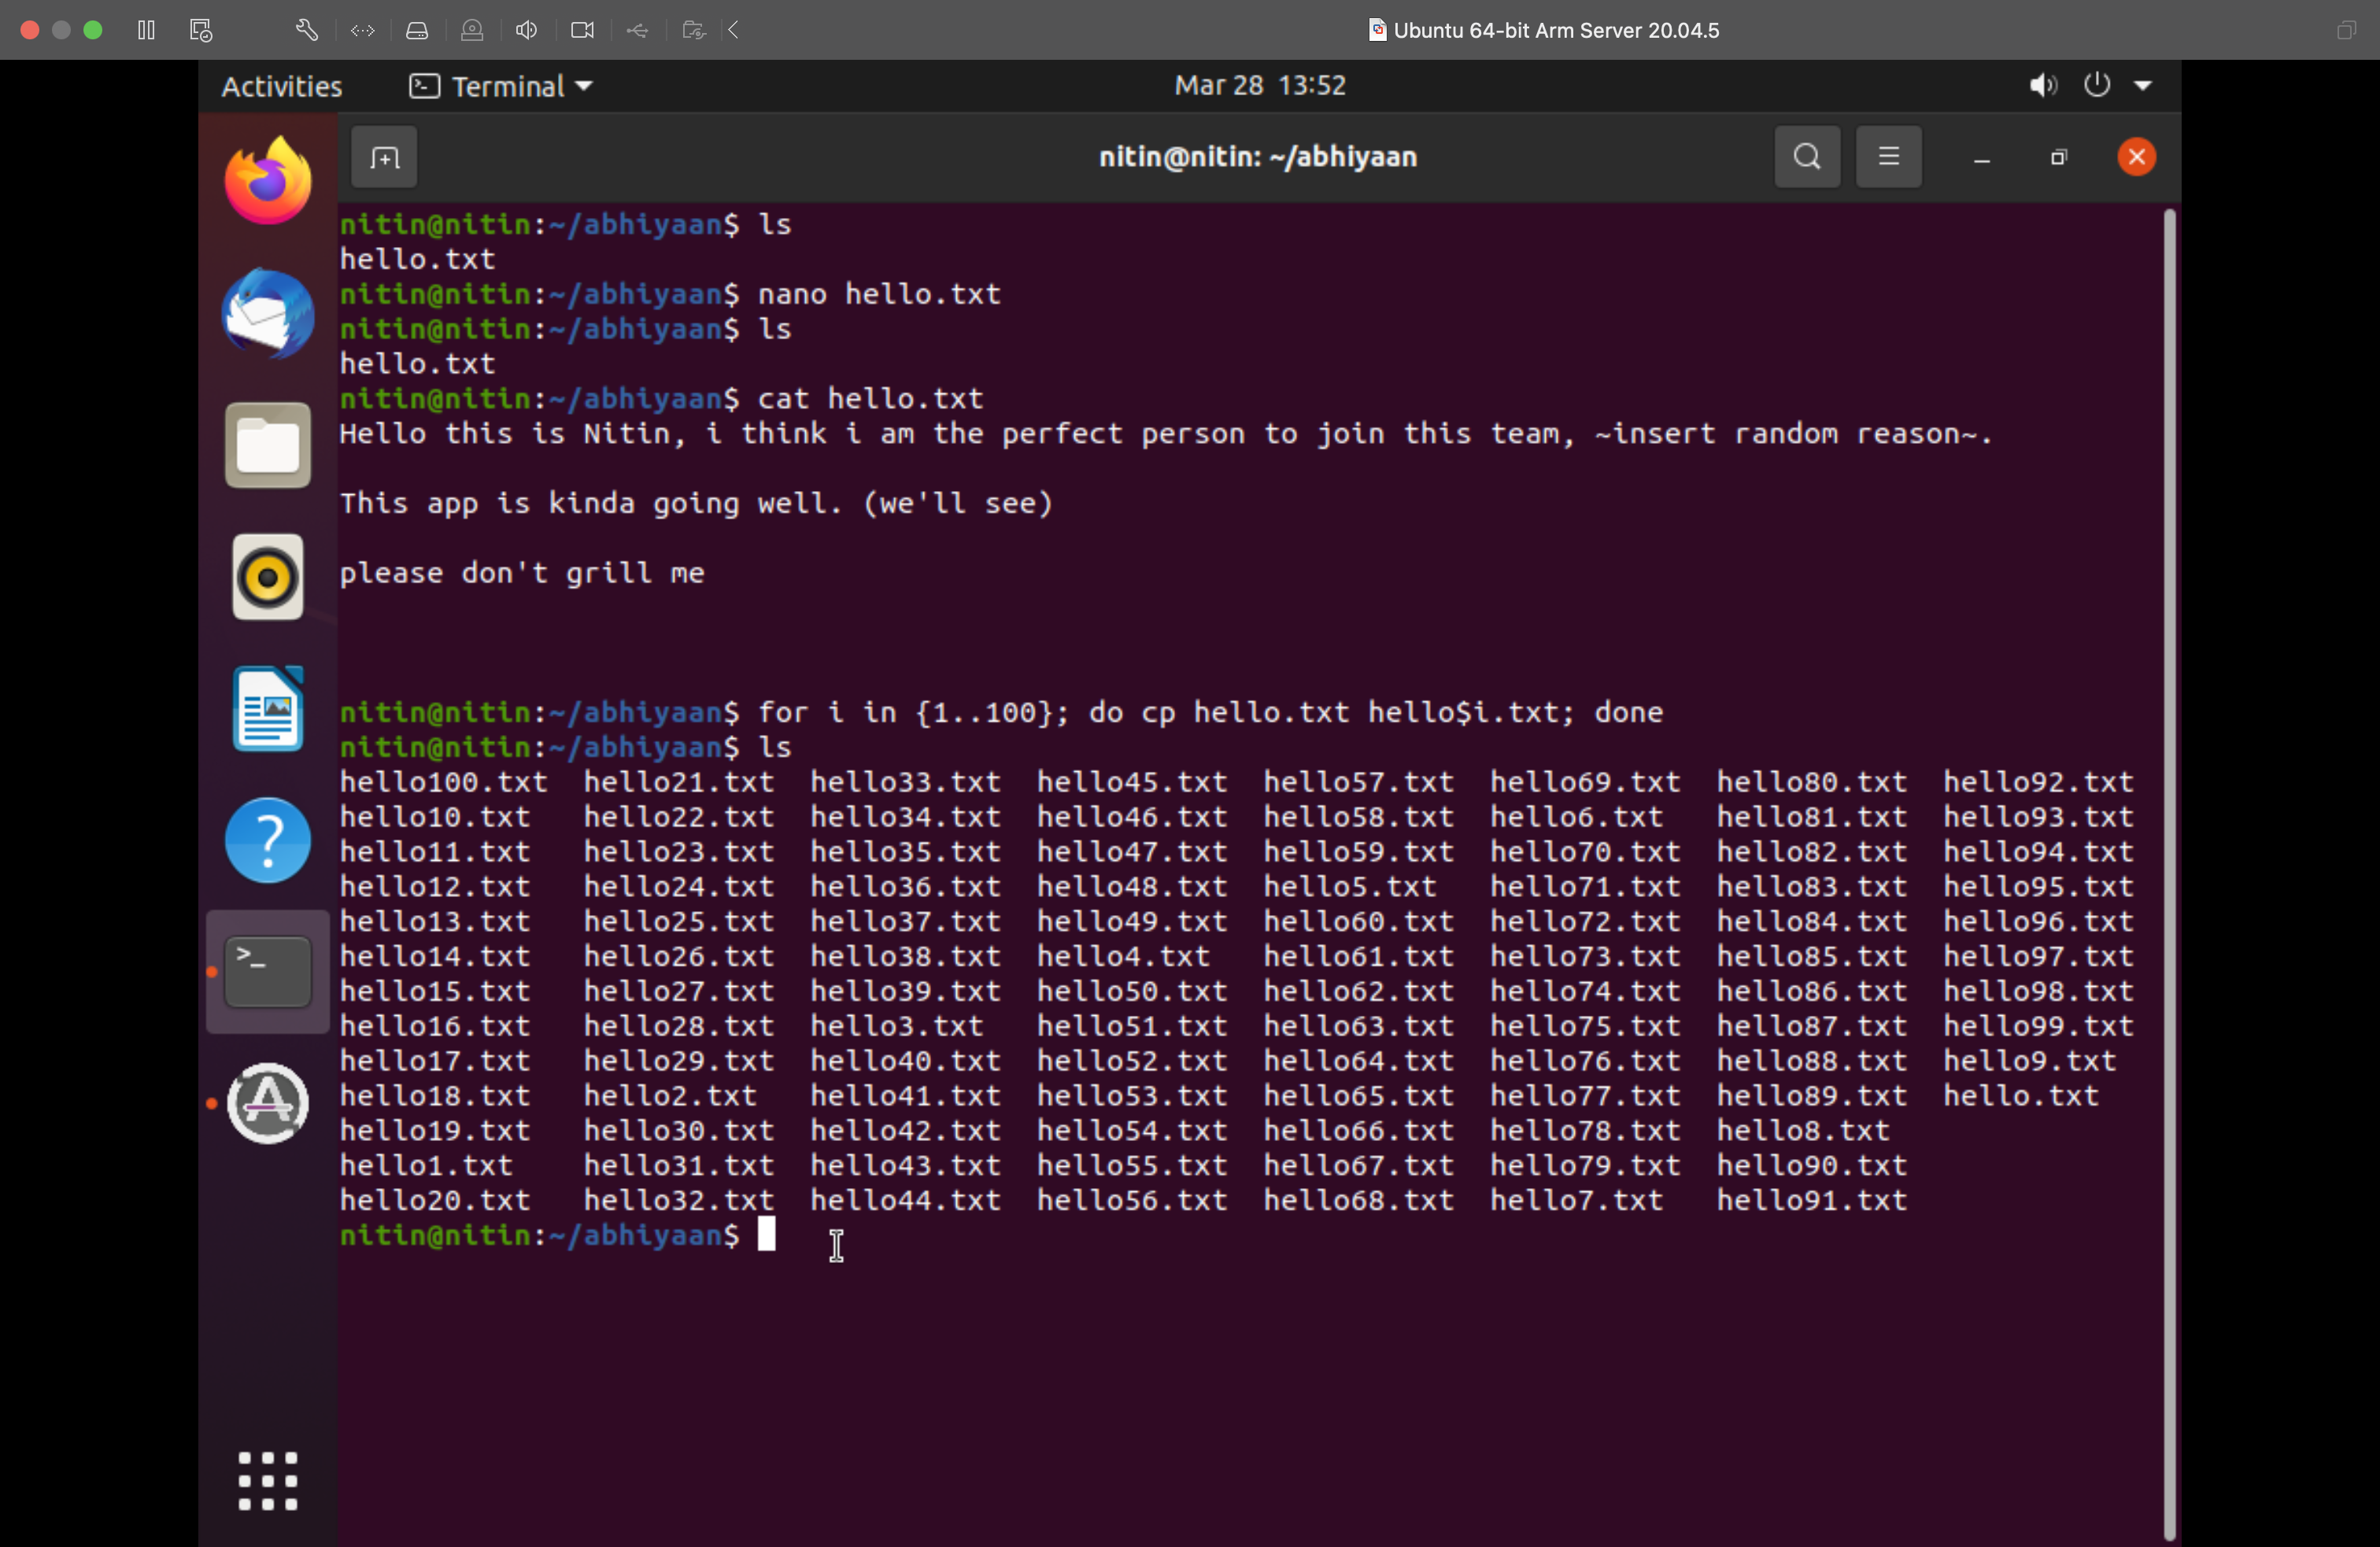 Ubuntu 64-bit Arm Server 20.04.5
Activities Terminal Mar 28 13:52
nitin@nitin: ~/abhiyaan
nitin@nitin:~/abhiyaan$ ls
hello.txt
nitin@nitin:~/abhiyaan$ nano hello.txt
nitin@nitin:~/abhiyaan$ ls
hello.txt
nitin@nitin:~/abhiyaan$ cat hello.txt
Hello this is Nitin, i think i am the perfect person to join this team, ~insert random reason~.
This app is kinda going well. (we'll see)
please don't grill me
nitin@nitin:~/abhiyaan$ for i in {1..100}; do cp hello.txt hello$i.txt; done
nitin@nitin:~/abhiyaan$ ls
hello100.txt hello21.txt hello33.txt hello45.txt hello57.txt hello69.txt hello80.txt hello92.txt
hello10.txt hello22.txt hello34.txt hello46.txt hello58.txt hello6.txt hello81.txt hello93.txt
hello11.txt hello23.txt hello35.txt hello47.txt hello59.txt hello70.txt hello82.txt hello94.txt
hello12.txt hello24.txt hello36.txt hello48.txt hello5.txt hello71.txt hello83.txt hello95.txt
hello13.txt hello25.txt hello37.txt hello49.txt hello60.txt hello72.txt hello84.txt hello96.txt
hello14.txt hello26.txt hello38.txt hello4.txt hello61.txt hello73.txt hello85.txt hello97.txt
hello15.txt hello27.txt hello39.txt hello50.txt hello62.txt hello74.txt hello86.txt hello98.txt
hello16.txt hello28.txt hello3.txt hello51.txt hello63.txt hello75.txt hello87.txt hello99.txt
hello17.txt hello29.txt hello40.txt hello52.txt hello64.txt hello76.txt hello88.txt hello9.txt
hello18.txt hello2.txt hello41.txt hello53.txt hello65.txt hello77.txt hello89.txt hello.txt
hello19.txt hello30.txt hello42.txt hello54.txt hello66.txt hello78.txt hello8.txt
hello1.txt hello31.txt hello43.txt hello55.txt hello67.txt hello79.txt hello90.txt
hello20.txt hello32.txt hello44.txt hello56.txt hello68.txt hello7.txt hello91.txt
nitin@nitin:~/abhiyaan$